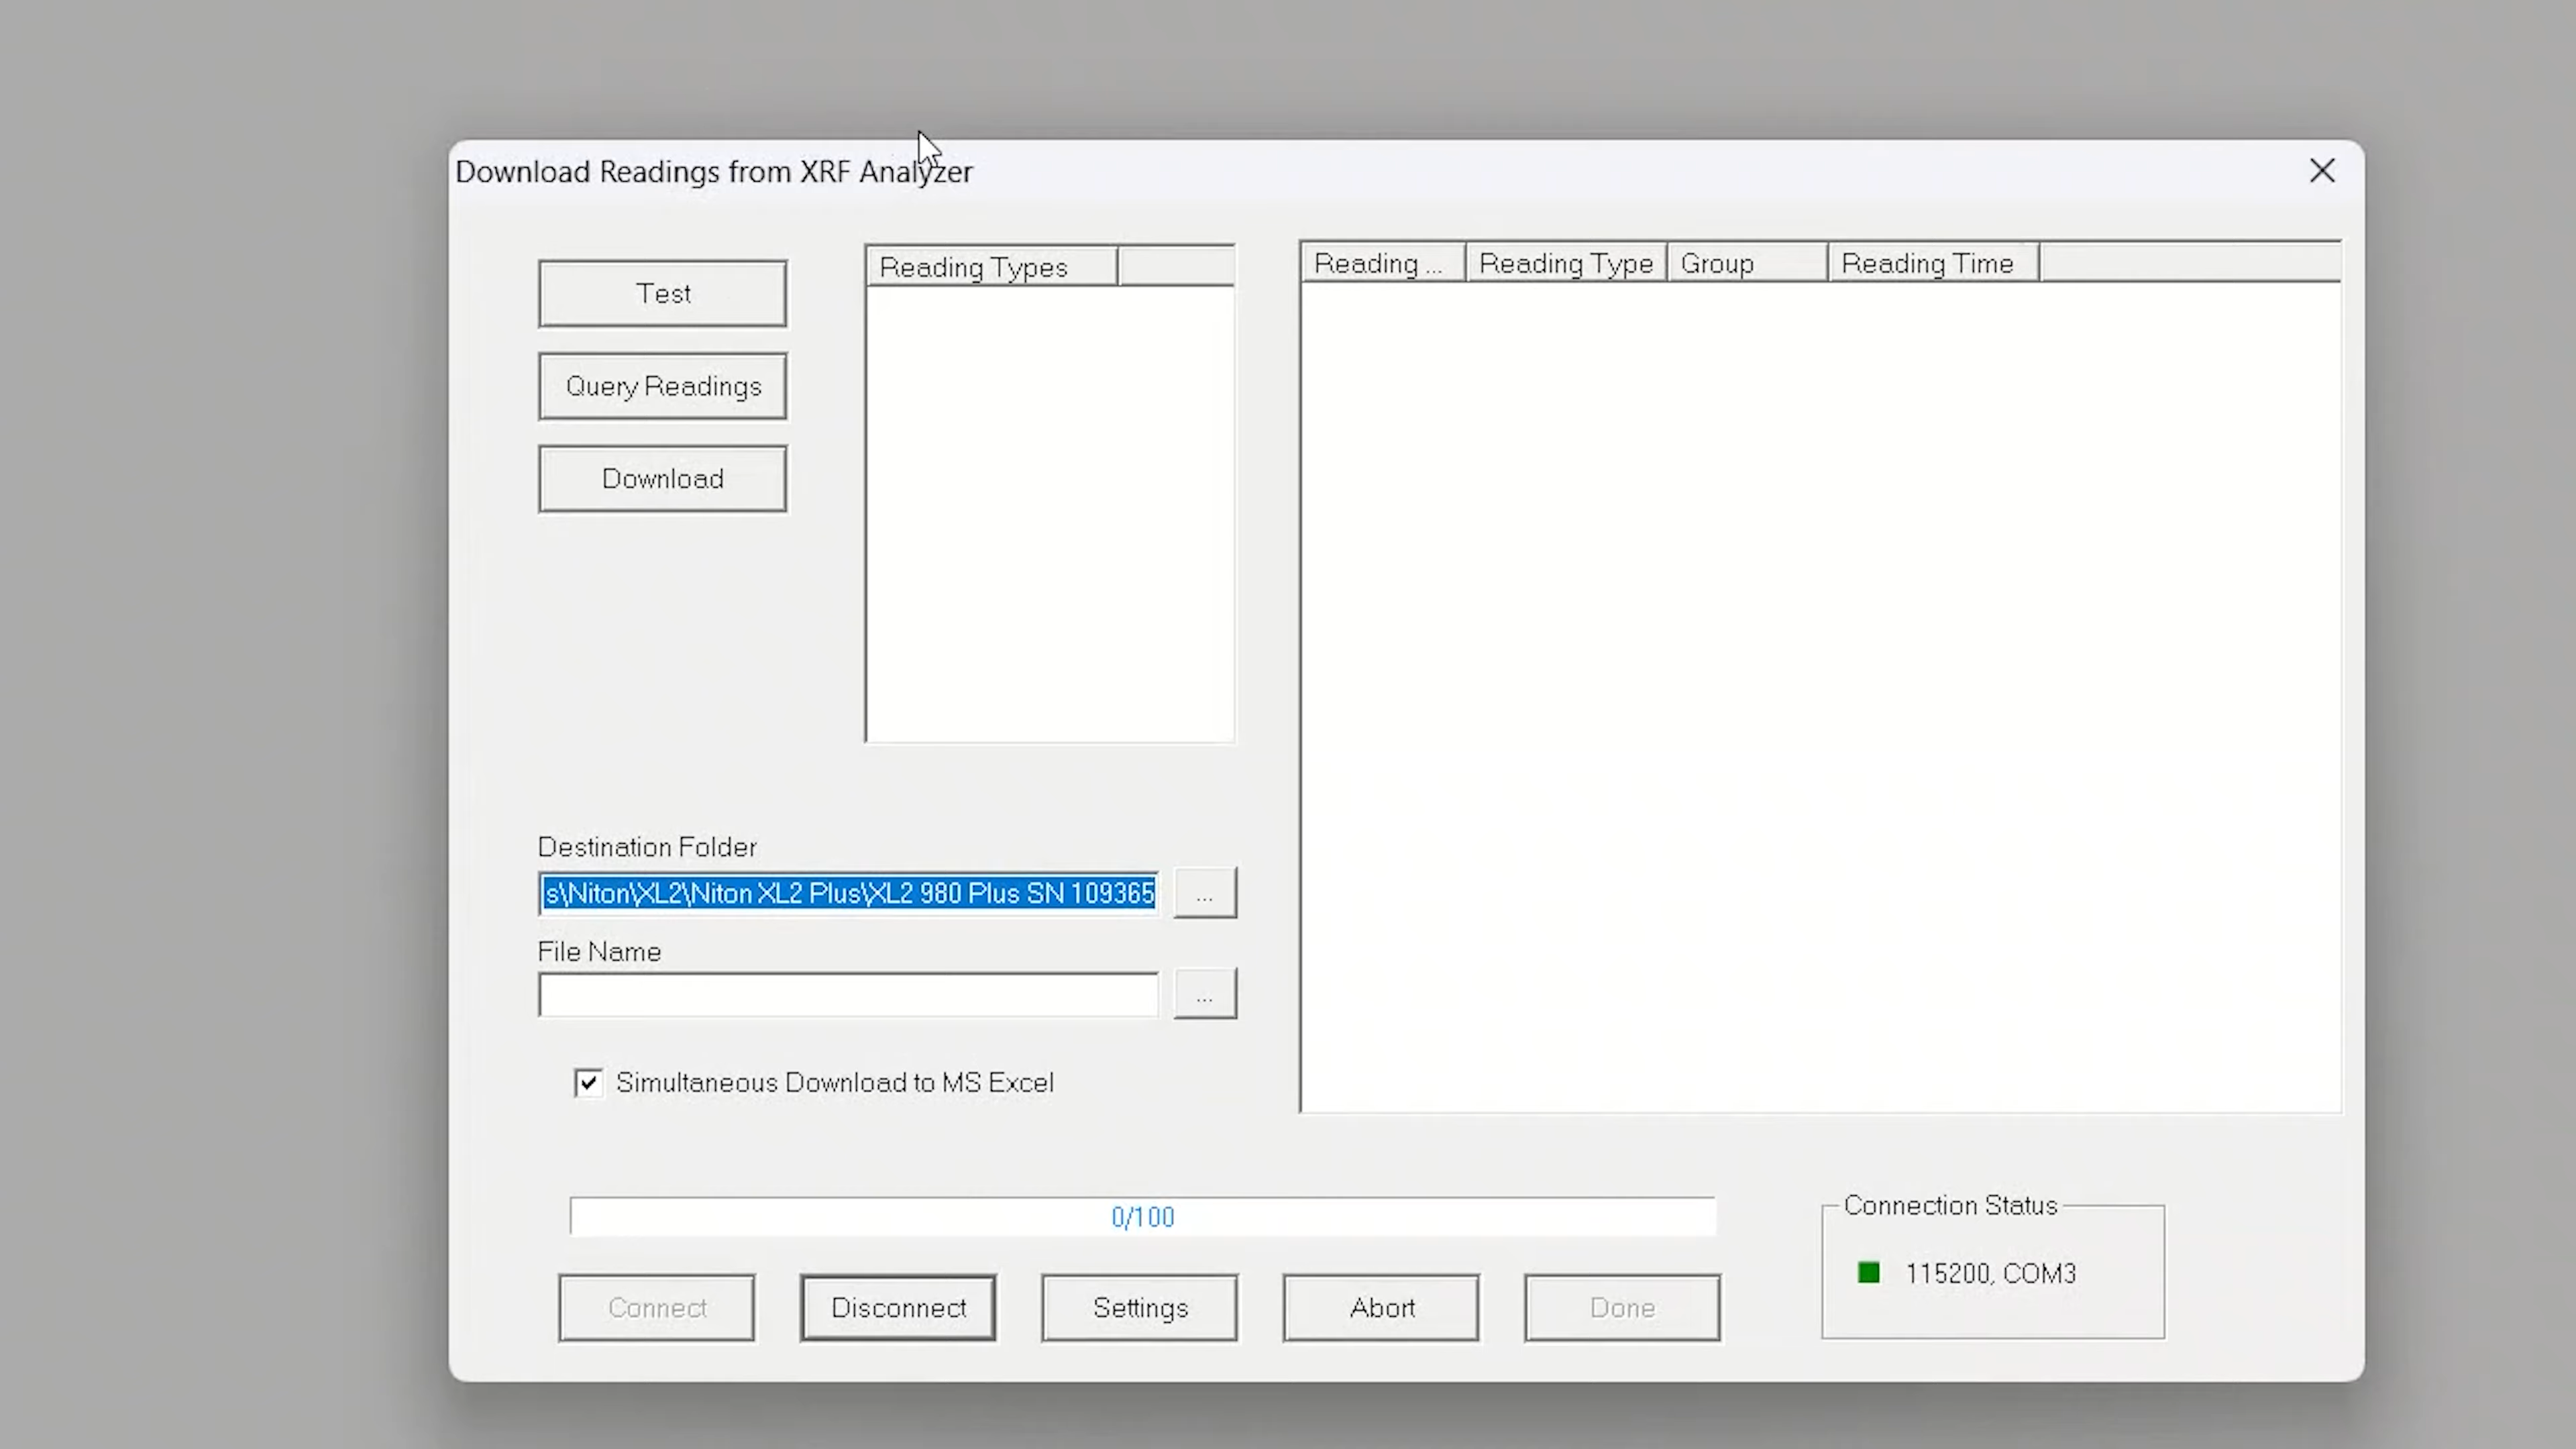 Download Readings from XRF Analyzer
Test
Query Readings
Download
Reading Types
Reading ...
Reading Type
Group
Reading Time
Destination Folder
s\Niton\XL2\Niton XL2 Plus\XL2 980 Plus SN 109365
...
File Name
...
Simultaneous Download to MS Excel
0/100
Connect
Disconnect
Settings
Abort
Done
Connection Status
115200, COM3